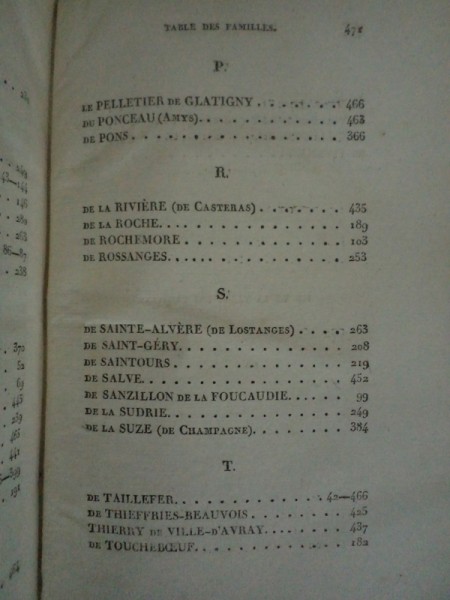 TABLE DES FAMILLES. 471
P.
LE PELLETIER DE GLATIGNY . . . . . . . . 466
DU PONCEAU (AMYS). . . . . . . . . . . . 463
DE PONS. . . . . . . . . . . . . . . . . 366
R.
DE LA RIVIÈRE (DE CASTERAS) . . . . . . . 435
DE LA ROCHE. . . . . . . . . . . . . . . 189
DE ROCHEMORE . . . . . . . . . . . . . . 103
DE ROSSANGES. . . . . . . . . . . . . . 253
S.
DE SAINTE-ALVÈRE (DE LOSTANGES) . . . . 263
DE SAINT-GÉRY. . . . . . . . . . . . . . 208
DE SAINTOURS . . . . . . . . . . . . . . 219
DE SALVE. . . . . . . . . . . . . . . . 452
DE SANZILLON DE LA FOUCAUDIE. . . . . . 99
DE LA SUDRIE. . . . . . . . . . . . . . 249
DE LA SUZE (DE CHAMPAGNE). . . . . . . . 384
T.
DE TAILLEFER. . . . . . . . . . . . . 42—466
DE THIEFFRIES-BEAUVOIS . . . . . . . . . 425
THIERRY DE VILLE-D'AVRAY. . . . . . . . 437
DE TOUCHEBŒUF. . . . . . . . . . . . . . 182